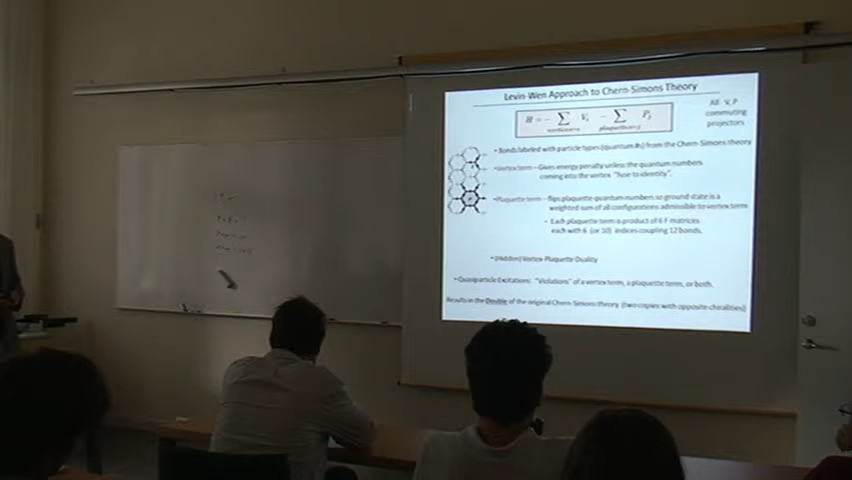 Levin-Wen Approach to Chern-Simons Theory
H = - ∑ Vi - ∑ Pj
vertices=i plaquettes=j
All V, P
commuting
projectors
• Bonds labeled with particle types (quantum #s) from the Chern-Simons theory
• Vertex term – Gives energy penalty unless the quantum numbers
coming into the vertex "fuse to identity".
• Plaquette term – flips plaquette quantum numbers so ground state is a
weighted sum of all configurations admissible to vertex term
- Each plaquette term is product of 6 F matrices
each with 6 (or 10) indices coupling 12 bonds.
• (Hidden) Vertex-Plaquette Duality
• Quasiparticle Excitations: "Violations" of a vertex term, a plaquette term, or both.
Results in the Double of the original Chern-Simons theory (two copies with opposite chiralities)